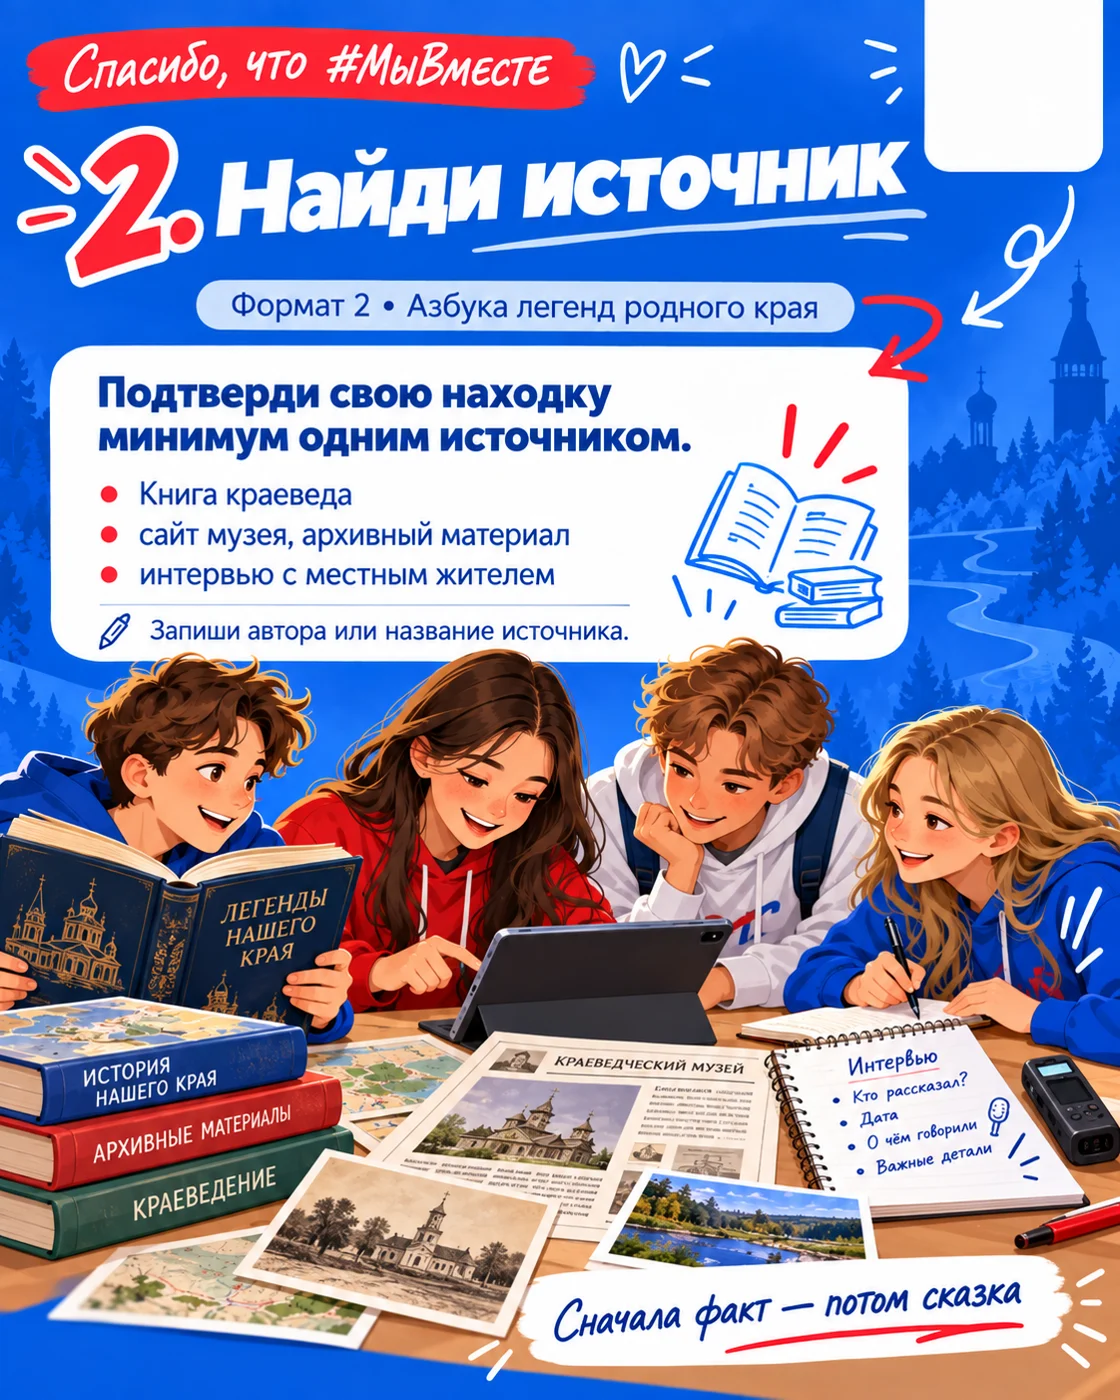 Спасибо, что #МыВместе
2. Найди источник
Формат 2 • Азбука легенд родного края
Подтверди свою находку
минимум одним источником.
• Книга краеведа
• сайт музея, архивный материал
• интервью с местным жителем
Запиши автора или название источника.
ЛЕГЕНДЫ
НАШЕГО
КРАЯ
ИСТОРИЯ
НАШЕГО КРАЯ
АРХИВНЫЕ МАТЕРИАЛЫ
КРАЕВЕДЕНИЕ
КРАЕВЕДЧЕСКИЙ МУЗЕЙ
Интервью
• Кто рассказал?
• Дата
• О чём говорили
• Важные детали
Сначала факт — потом сказка